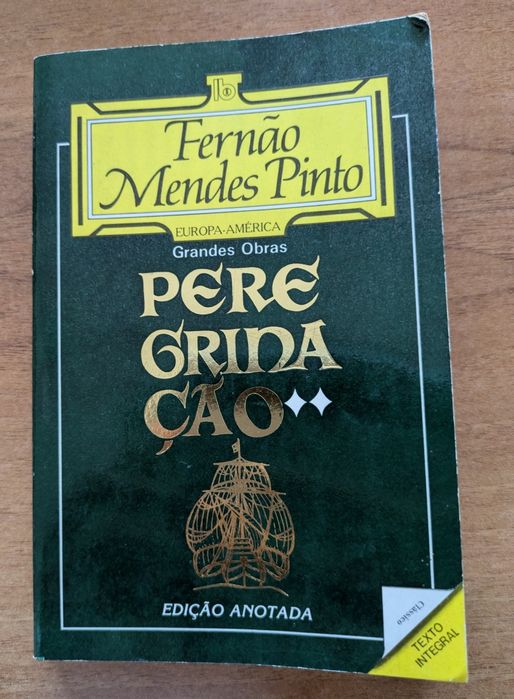 Fernão
Mendes Pinto
EUROPA-AMÉRICA
Grandes Obras
PERE
GRINA
ÇÃO
EDIÇÃO ANOTADA
Clássico
TEXTO
INTEGRAL